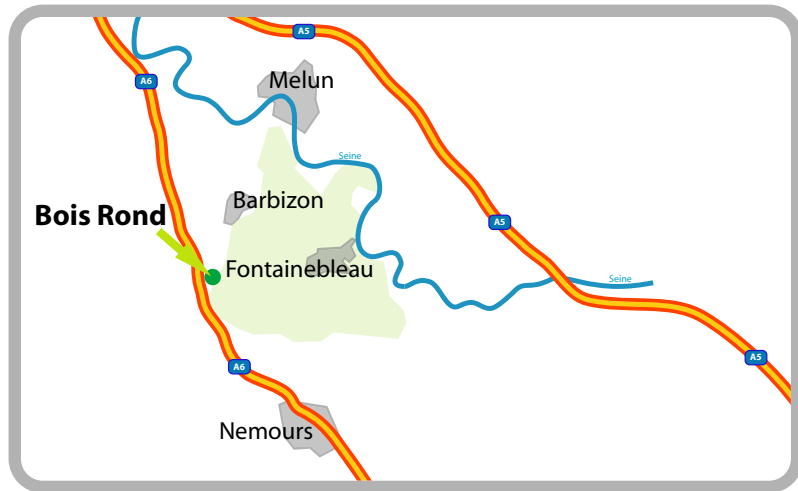 A5
A6
Melun
Seine
Barbizon
Bois Rond
A5
Fontainebleau
Seine
A5
A6
Nemours